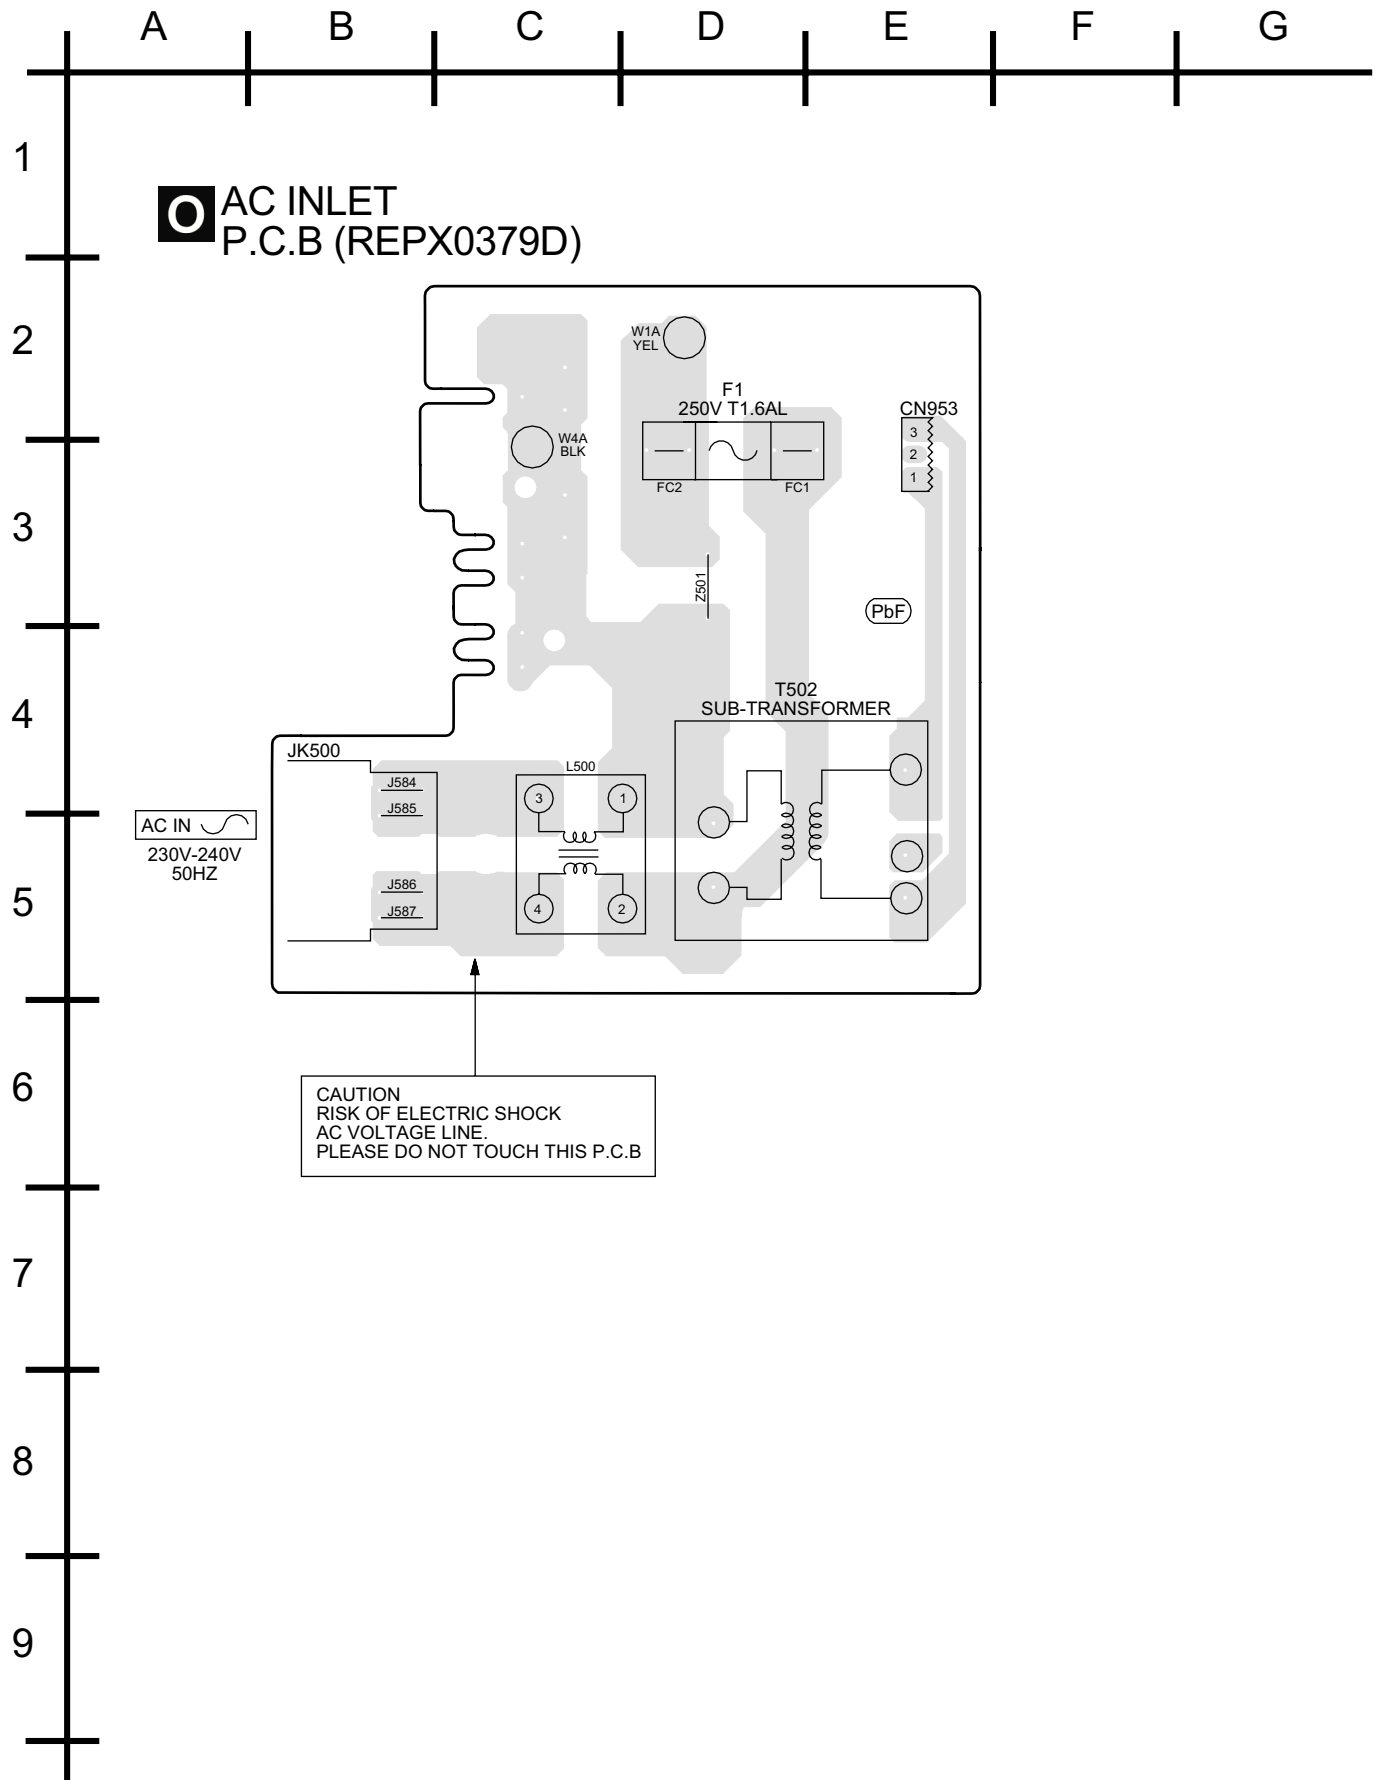 A B C D E F G
1
O AC INLET
P.C.B (REPX0379D)
2
W1A
YEL
F1
250V T1.6AL
CN953
3
2
1
W4A
BLK
FC2
FC1
3
Z501
PbF
4
T502
SUB-TRANSFORMER
JK500
L500
J584
3
1
J585
AC IN
230V-240V
50HZ
5
J586
J587
4
2
6
CAUTION
RISK OF ELECTRIC SHOCK
AC VOLTAGE LINE.
PLEASE DO NOT TOUCH THIS P.C.B
7
8
9